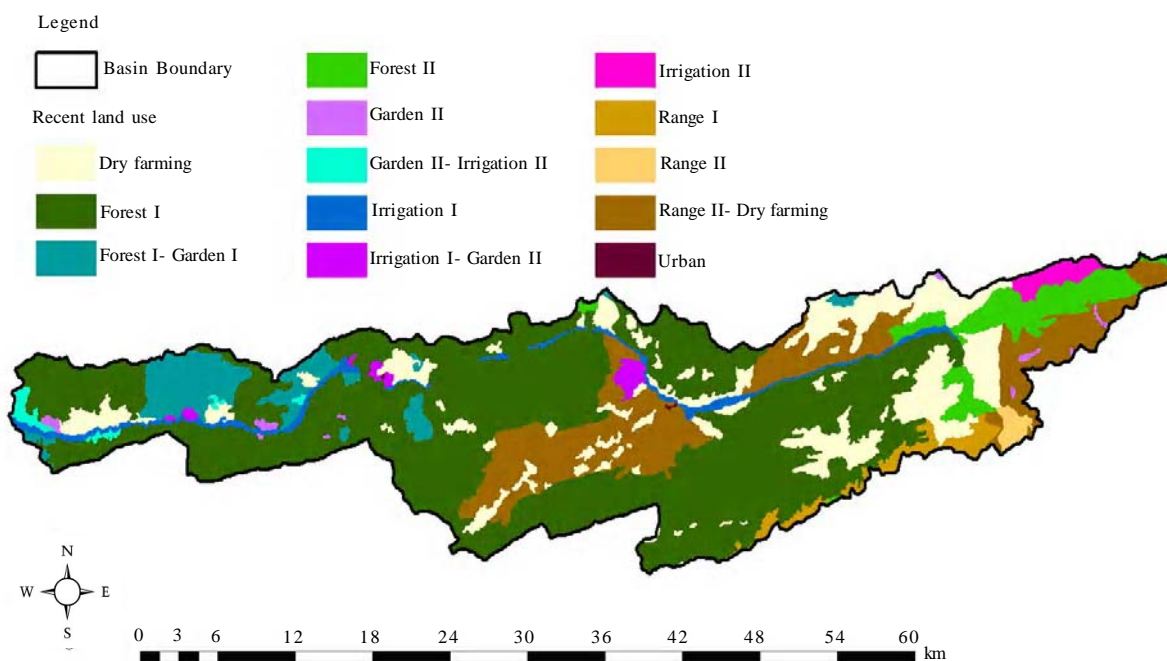 Legend
Basin Boundary
Recent land use
Dry farming
Forest I
Forest I- Garden I
Forest II
Garden II
Garden II- Irrigation II
Irrigation I
Irrigation I- Garden II
Irrigation II
Range I
Range II
Range II- Dry farming
Urban
N
W E
S
0 3 6 12 18 24 30 36 42 48 54 60
km